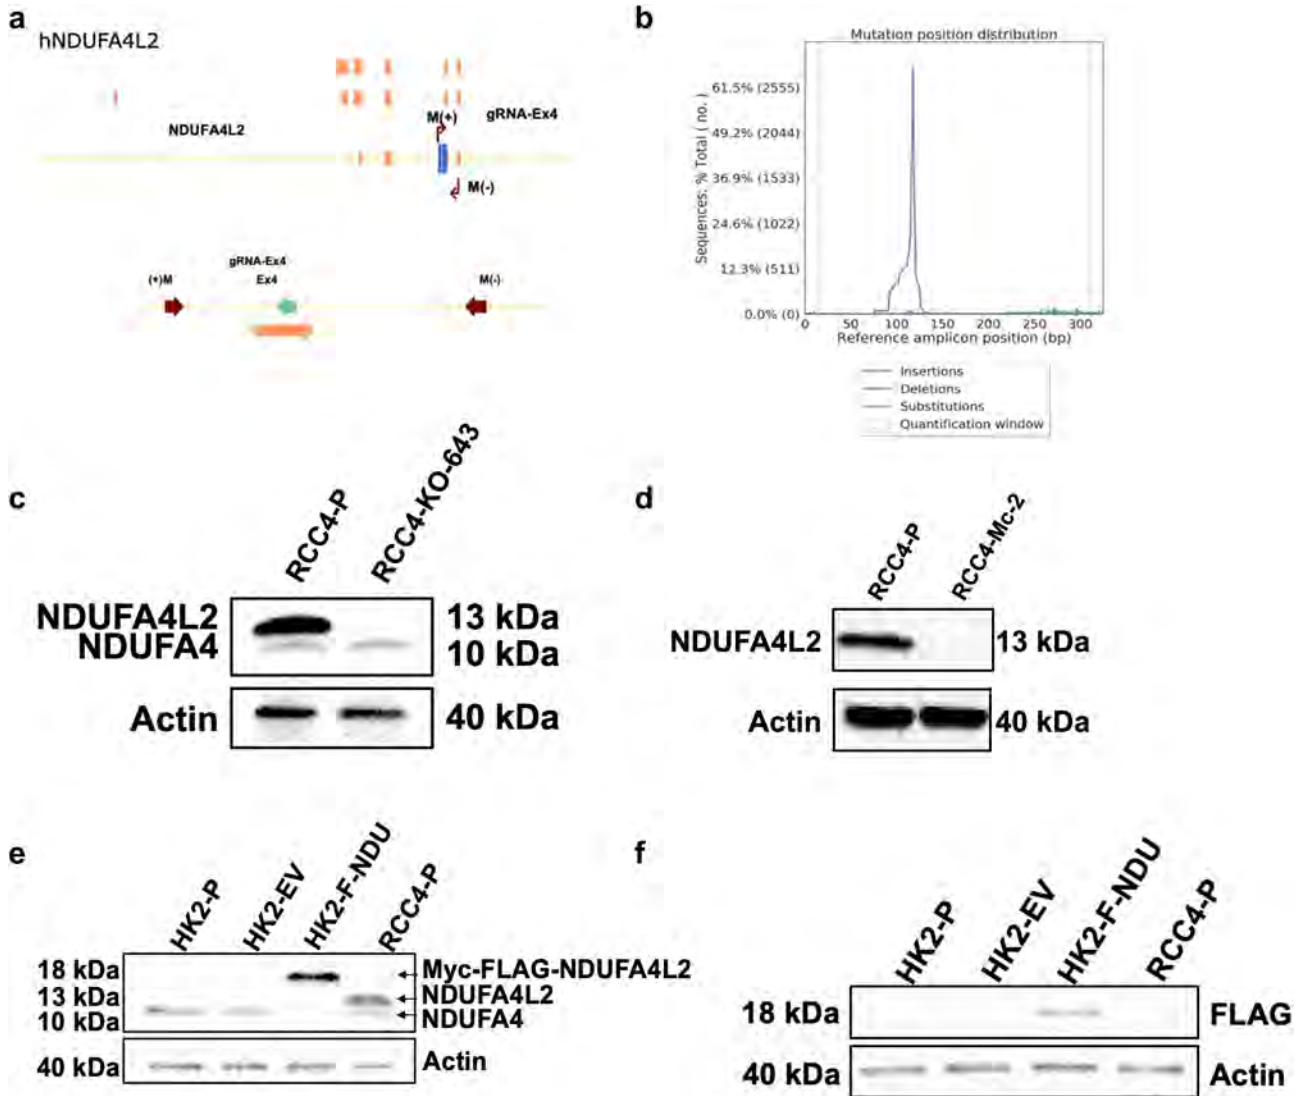 a
hNDUFA4L2
NDUFA4L2
M(+)
gRNA-Ex4
M(-)
gRNA-Ex4
(+)M
Ex4
M(-)
b
Mutation position distribution
Sequences: % Total ( no. )
61.5% (2555)
49.2% (2044)
36.9% (1533)
24.6% (1022)
12.3% (511)
0.0% (0)
0 50 100 150 200 250 300
Reference amplicon position (bp)
Insertions
Deletions
Substitutions
Quantification window
c
RCC4-P
RCC4-KO-643
NDUFA4L2 13 kDa
NDUFA4 10 kDa
Actin 40 kDa
d
RCC4-P
RCC4-Mc-2
NDUFA4L2 13 kDa
Actin 40 kDa
e
HK2-P
HK2-EV
HK2-F-NDU
RCC4-P
18 kDa Myc-FLAG-NDUFA4L2
13 kDa NDUFA4L2
10 kDa NDUFA4
40 kDa Actin
f
HK2-P
HK2-EV
HK2-F-NDU
RCC4-P
18 kDa FLAG
40 kDa Actin